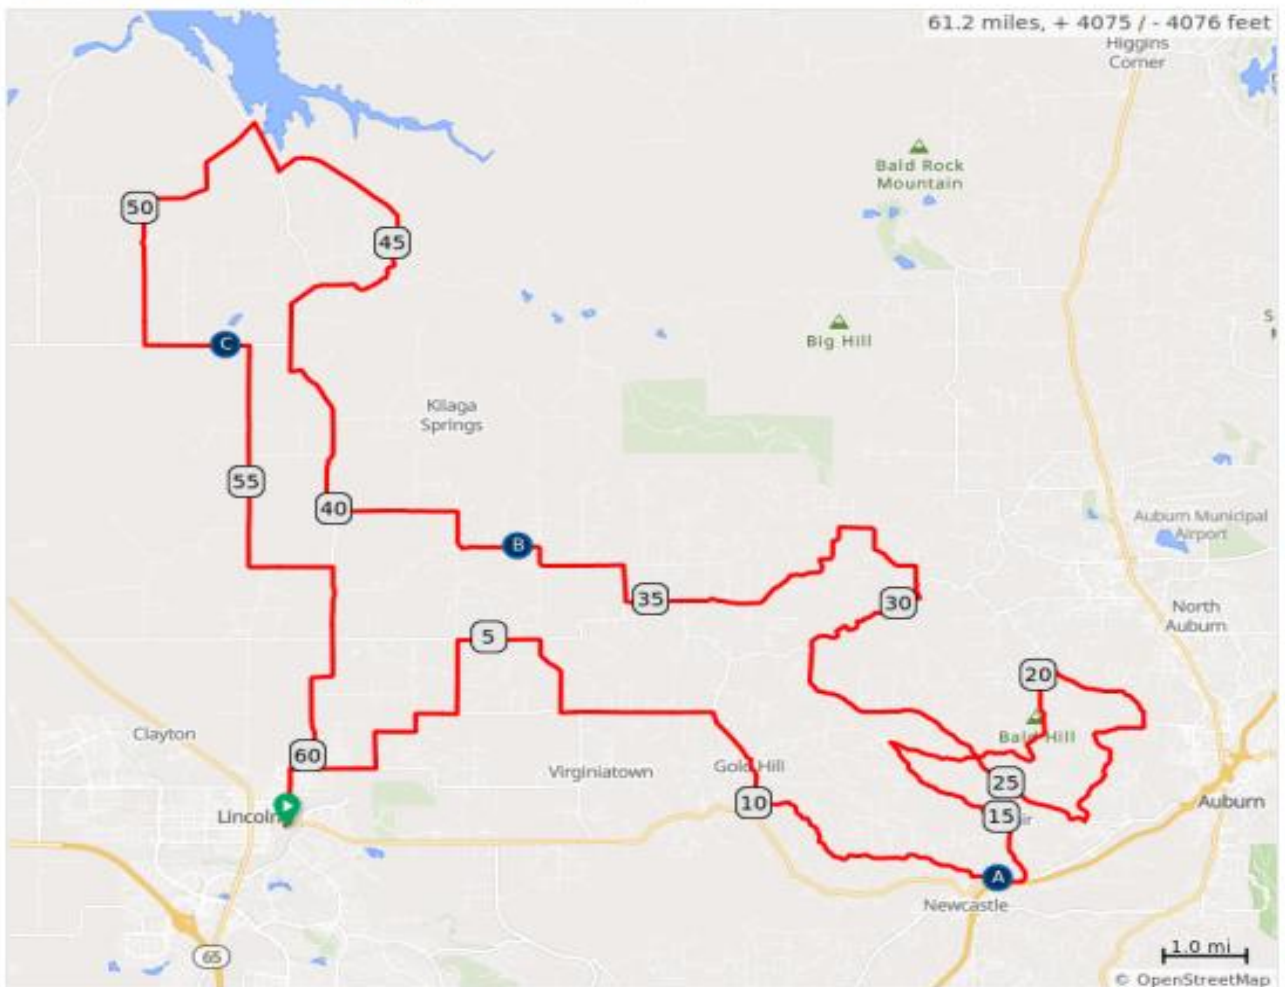 61.2 miles, + 4075 / - 4076 feet
Higgins
Corner
Bald Rock
Mountain
50
45
Big Hill
C
Kilaga
Springs
55
40
B
Auburn Municipal
Airport
35
30
North
Auburn
5
20
Bald Hill
Clayton
60
Virginiatown
Gold Hill
25
10
15
Auburn
Lincoln
A
Newcastle
65
1.0 mi
© OpenStreetMap